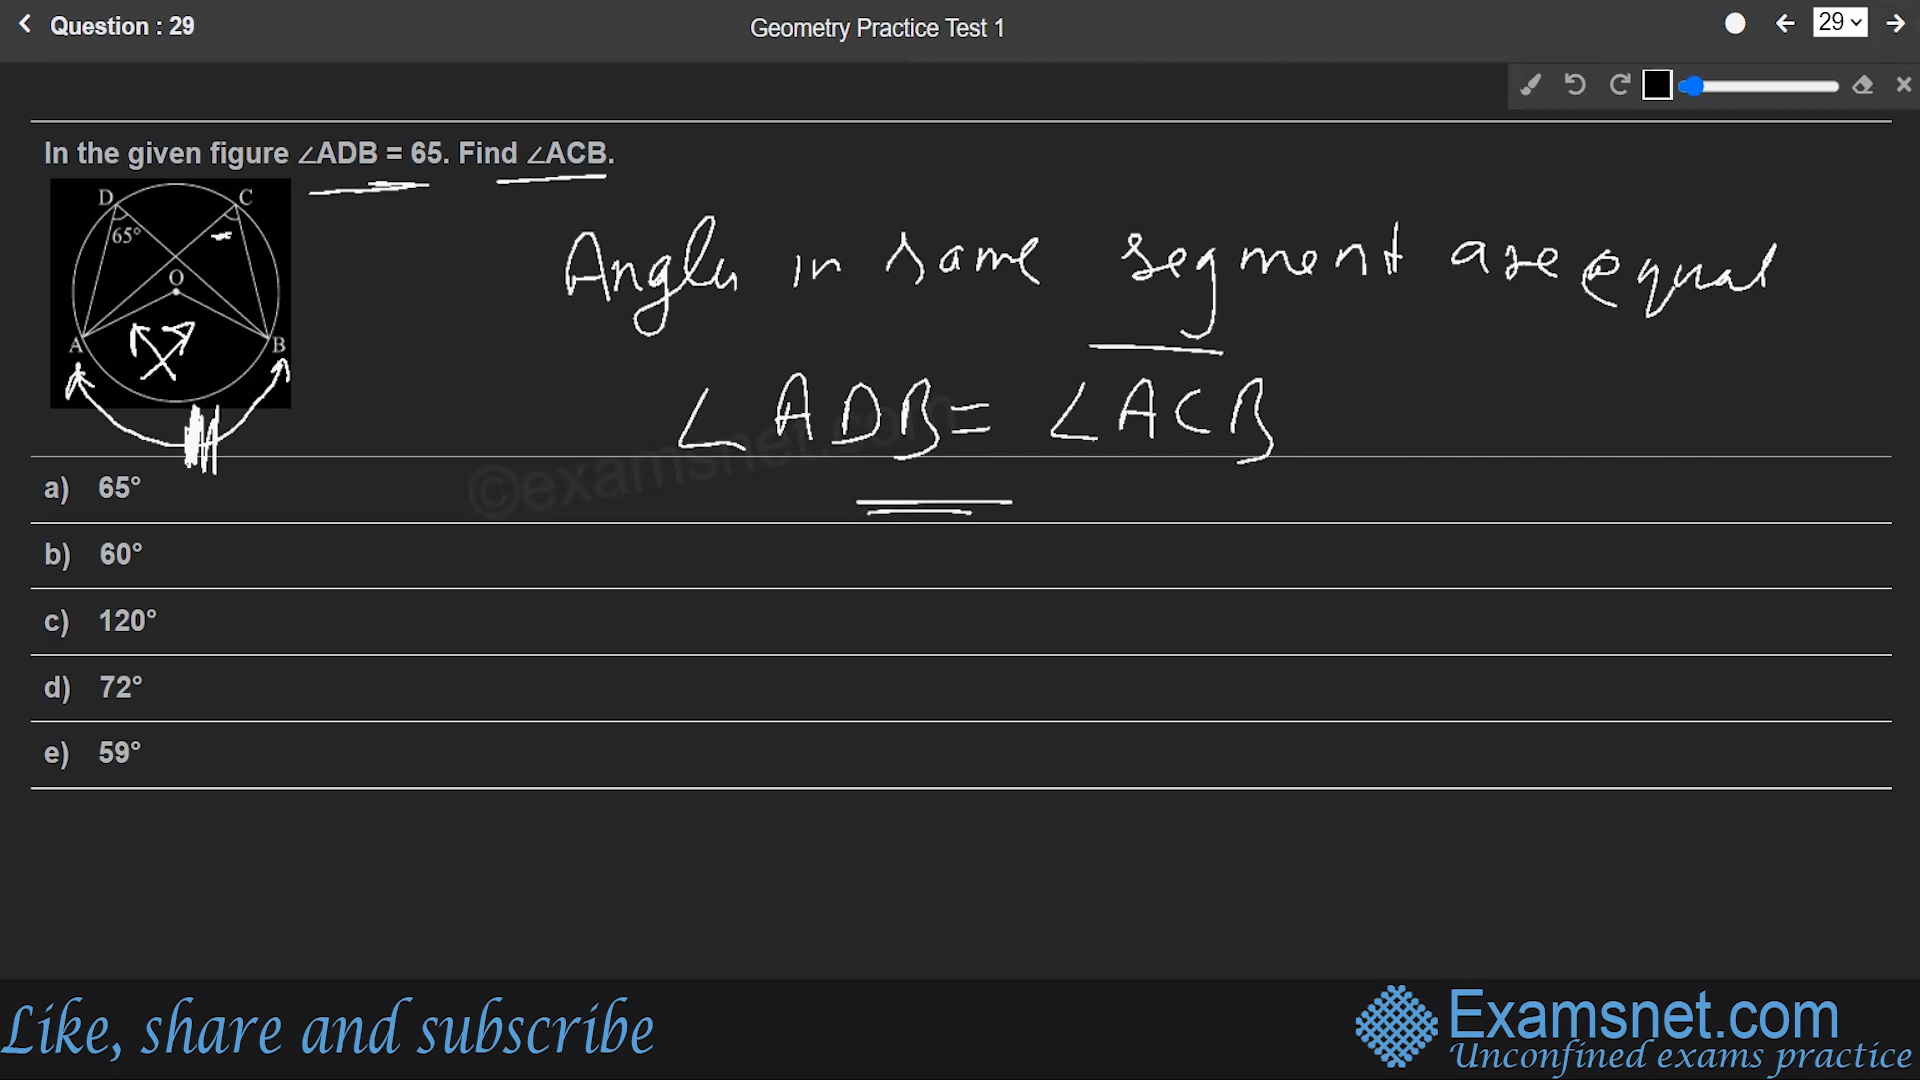 Question : 29
Geometry Practice Test 1
29
In the given figure ∠ADB = 65. Find ∠ACB.
D
C
65°
O
A
B
Angles in same segment are equal
∠ADB = ∠ACB
©examsnet.com
a) 65°
b) 60°
c) 120°
d) 72°
e) 59°
Like, share and subscribe
Examsnet.com
Unconfined exams practice